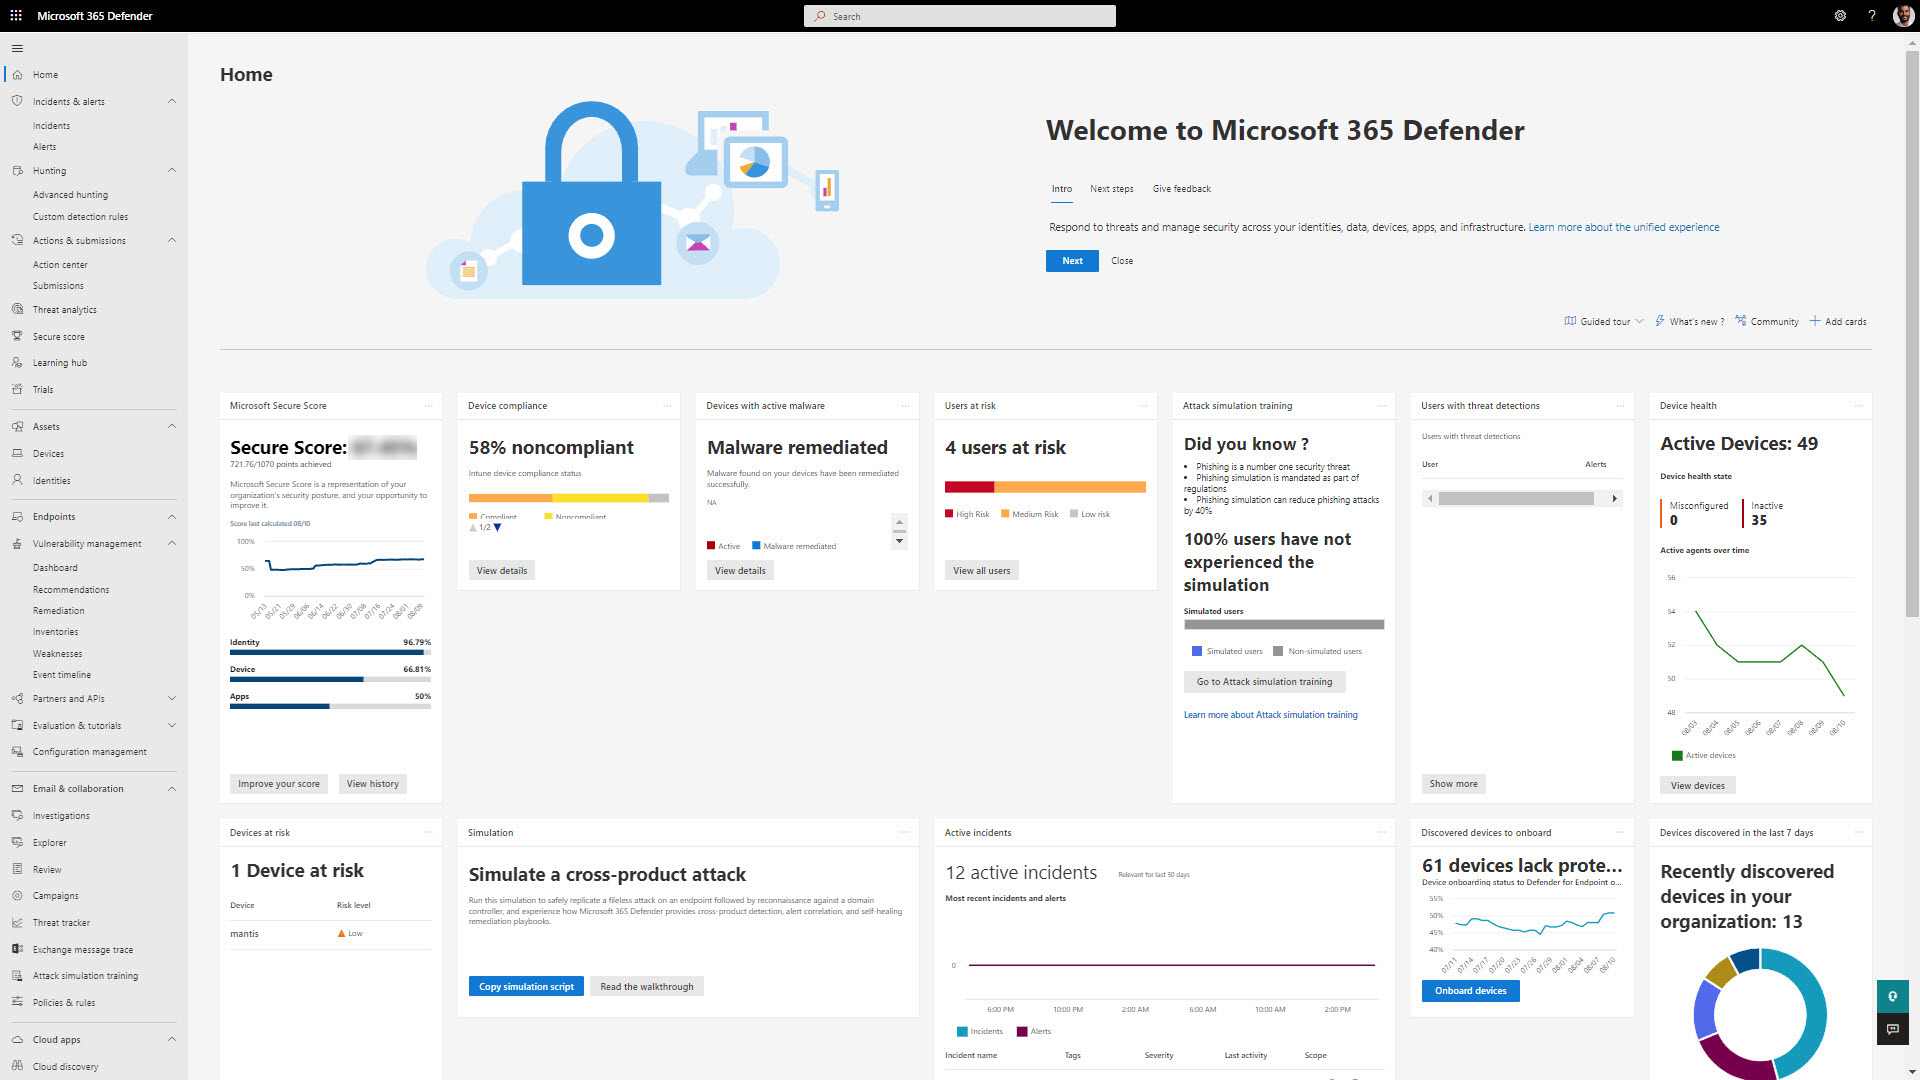 Microsoft 365 Defender
Search
?
Home
Incidents & alerts
Incidents
Alerts
Hunting
Advanced hunting
Custom detection rules
Actions & submissions
Action center
Submissions
Threat analytics
Secure score
Learning hub
Trials
Assets
Devices
Identities
Endpoints
Vulnerability management
Dashboard
Recommendations
Remediation
Inventories
Weaknesses
Event timeline
Partners and APIs
Evaluation & tutorials
Configuration management
Email & collaboration
Investigations
Explorer
Review
Campaigns
Threat tracker
Exchange message trace
Attack simulation training
Policies & rules
Cloud apps
Cloud discovery
Home
Welcome to Microsoft 365 Defender
Intro Next steps Give feedback
Respond to threats and manage security across your identities, data, devices, apps, and infrastructure. Learn more about the unified experience
Next Close
Guided tour What's new ? Community Add cards
Microsoft Secure Score
Secure Score:
721.76/1070 points achieved
Microsoft Secure Score is a representation of your
organization's security posture, and your opportunity to
improve it.
Score last calculated 08/10
100%
50%
0%
05/13 05/21 05/29 06/06 06/14 06/22 06/30 07/08 07/16 07/24 08/01 08/09
Identity 96.79%
Device 66.81%
Apps 50%
Improve your score View history
Device compliance
58% noncompliant
Intune device compliance status
Compliant Noncompliant
1/2
View details
Devices with active malware
Malware remediated
Malware found on your devices have been remediated
successfully.
NA
Active Malware remediated
View details
Users at risk
4 users at risk
High Risk Medium Risk Low risk
View all users
Attack simulation training
Did you know ?
• Phishing is a number one security threat
• Phishing simulation is mandated as part of
regulations
• Phishing simulation can reduce phishing attacks
by 40%
100% users have not
experienced the
simulation
Simulated users
Simulated users Non-simulated users
Go to Attack simulation training
Learn more about Attack simulation training
Users with threat detections
Users with threat detections
User Alerts
Show more
Device health
Active Devices: 49
Device health state
Misconfigured Inactive
0 35
Active agents over time
56
54
52
50
48
08/03 08/04 08/05 08/06 08/07 08/08 08/09 08/10
Active devices
View devices
Devices at risk
1 Device at risk
Device Risk level
mantis Low
Simulation
Simulate a cross-product attack
Run this simulation to safely replicate a fileless attack on an endpoint followed by reconnaissance against a domain
controller, and experience how Microsoft 365 Defender provides cross-product detection, alert correlation, and self-healing
remediation playbooks.
Copy simulation script Read the walkthrough
Active incidents
12 active incidents Relevant for last 30 days
Most recent incidents and alerts
0
6:00 PM 10:00 PM 2:00 AM 6:00 AM 10:00 AM 2:00 PM
Incidents Alerts
Incident name Tags Severity Last activity Scope
Discovered devices to onboard
61 devices lack prote...
Device onboarding status to Defender for Endpoint o...
55%
50%
45%
40%
07/11 07/14 07/17 07/20 07/23 07/26 07/29 08/01 08/04 08/07 08/10
Onboard devices
Devices discovered in the last 7 days
Recently discovered
devices in your
organization: 13